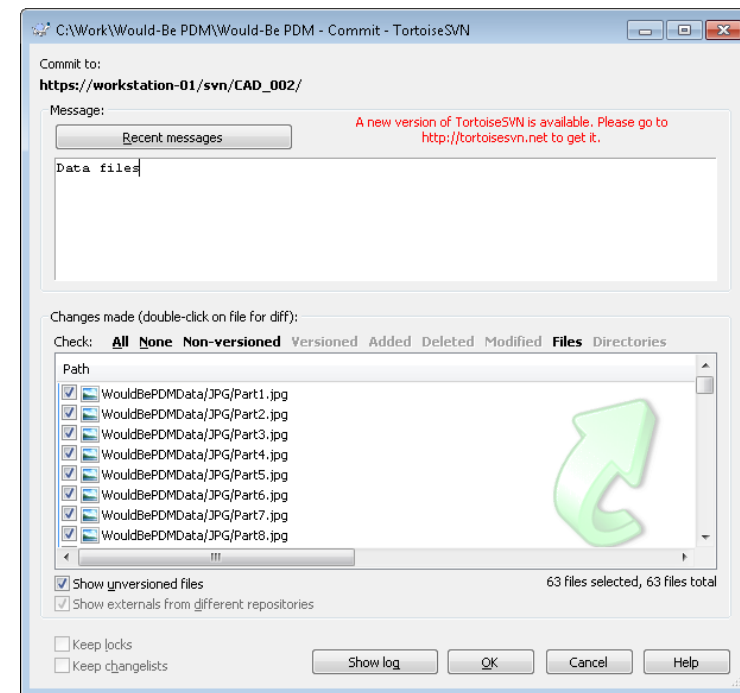 C:\Work\Would-Be PDM\Would-Be PDM - Commit - TortoiseSVN
Commit to:
https://workstation-01/svn/CAD_002/
Message:
Recent messages
A new version of TortoiseSVN is available. Please go to
http://tortoisesvn.net to get it.
Data files
Changes made (double-click on file for diff):
Check: All None Non-versioned Versioned Added Deleted Modified Files Directories
Path
WouldBePDMData/JPG/Part1.jpg
WouldBePDMData/JPG/Part2.jpg
WouldBePDMData/JPG/Part3.jpg
WouldBePDMData/JPG/Part4.jpg
WouldBePDMData/JPG/Part5.jpg
WouldBePDMData/JPG/Part6.jpg
WouldBePDMData/JPG/Part7.jpg
WouldBePDMData/JPG/Part8.jpg
Show unversioned files
63 files selected, 63 files total
Show externals from different repositories
Keep locks
Keep changelists
Show log
OK
Cancel
Help